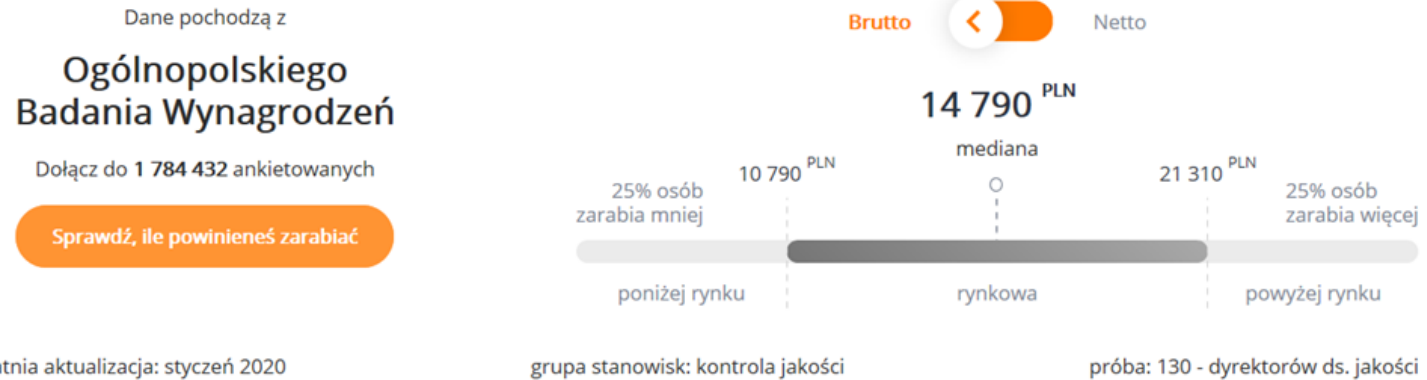 Dane pochodzą z
Ogólnopolskiego
Badania Wynagrodzeń
Dołącz do 1 784 432 ankietowanych
Sprawdź, ile powinieneś zarabiać
Brutto
Netto
14 790 PLN
mediana
10 790 PLN
21 310 PLN
25% osób
zarabia mniej
25% osób
zarabia więcej
poniżej rynku
rynkowa
powyżej rynku
aktualizacja: styczeń 2020
grupa stanowisk: kontrola jakości
próba: 130 - dyrektorów ds. jakości